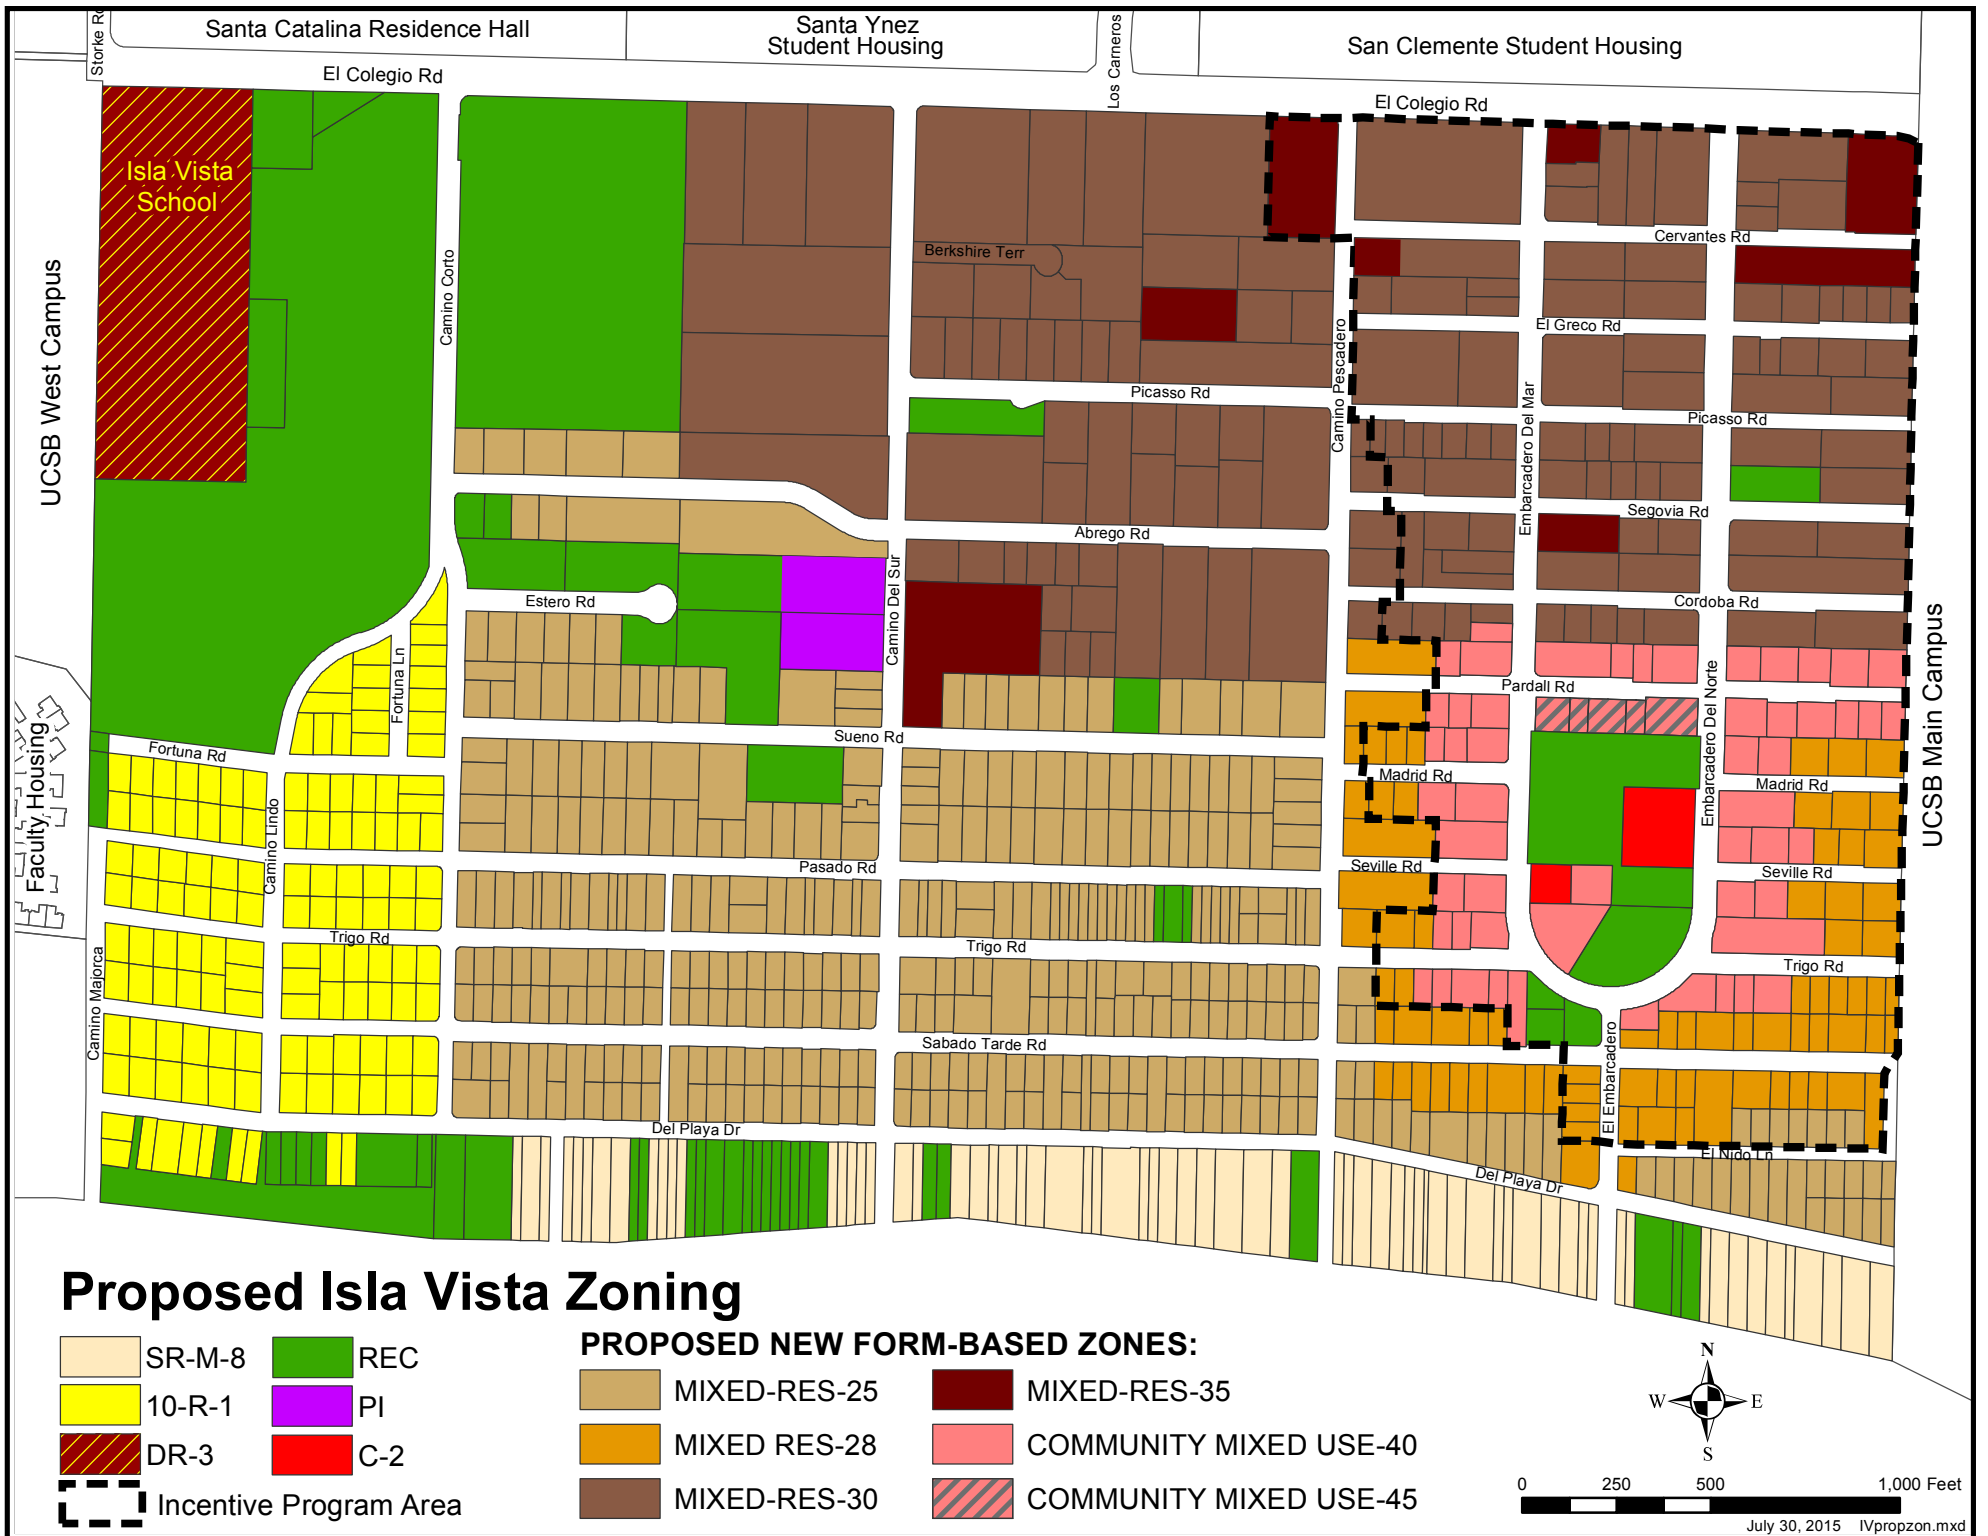 Santa Catalina Residence Hall
Santa Ynez
Student Housing
San Clemente Student Housing
Storke Rd
Los Carneros
El Colegio Rd
El Colegio Rd
Isla Vista
School
UCSB West Campus
Camino Corto
Berkshire Terr
Cervantes Rd
El Greco Rd
Camino Pescadero
Embarcadero Del Mar
Picasso Rd
Picasso Rd
Segovia Rd
Abrego Rd
Estero Rd
Camino Del Sur
Cordoba Rd
Fortuna Ln
Pardall Rd
Embarcadero Del Norte
UCSB Main Campus
Faculty Housing
Fortuna Rd
Sueno Rd
Madrid Rd
Madrid Rd
Camino Lindo
Pasado Rd
Seville Rd
Seville Rd
Trigo Rd
Trigo Rd
Trigo Rd
Camino Majorca
Sabado Tarde Rd
El Embarcadero
Del Playa Dr
El Nido Ln
Del Playa Dr
Proposed Isla Vista Zoning
SR-M-8
REC
10-R-1
PI
DR-3
C-2
Incentive Program Area
PROPOSED NEW FORM-BASED ZONES:
MIXED-RES-25
MIXED-RES-35
MIXED RES-28
COMMUNITY MIXED USE-40
MIXED-RES-30
COMMUNITY MIXED USE-45
N
W
E
S
0 250 500 1,000 Feet
July 30, 2015 IVpropzon.mxd